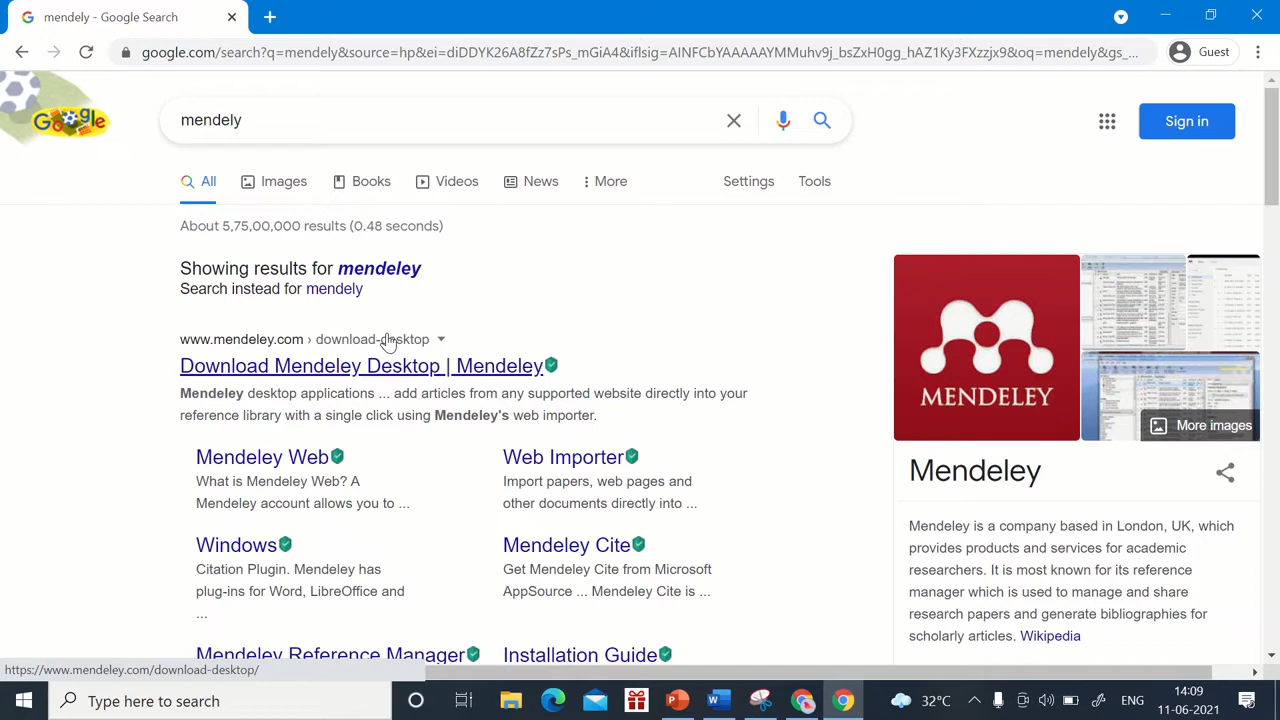 mendely - Google Search
google.com/search?q=mendely&source=hp&ei=diDDYK26A8fZz7sPs_mGiA4&iflsig=AINFCbYAAAAAYMMuhv9j_bsZxH0gg_hAZ1Ky3FXzzjx9&oq=mendely&gs_...
Guest
Google
mendely
Sign in
All
Images
Books
Videos
News
More
Settings
Tools
About 5,75,00,000 results (0.48 seconds)
Showing results for mendeley
Search instead for mendely
www.mendeley.com › download-desktop
Download Mendeley Desktop | Mendeley
Mendeley desktop applications ... add articles from any supported website directly into your
reference library with a single click using Mendeley's web importer.
Mendeley Web
What is Mendeley Web? A
Mendeley account allows you to ...
Web Importer
Import papers, web pages and
other documents directly into ...
Windows
Citation Plugin. Mendeley has
plug-ins for Word, LibreOffice and
...
Mendeley Cite
Get Mendeley Cite from Microsoft
AppSource ... Mendeley Cite is ...
Mendeley Reference Manager
Installation Guide
MENDELEY
More images
Mendeley
Mendeley is a company based in London, UK, which
provides products and services for academic
researchers. It is most known for its reference
manager which is used to manage and share
research papers and generate bibliographies for
scholarly articles. Wikipedia
https://www.mendeley.com/download-desktop/
Type here to search
32°C
ENG
14:09
11-06-2021